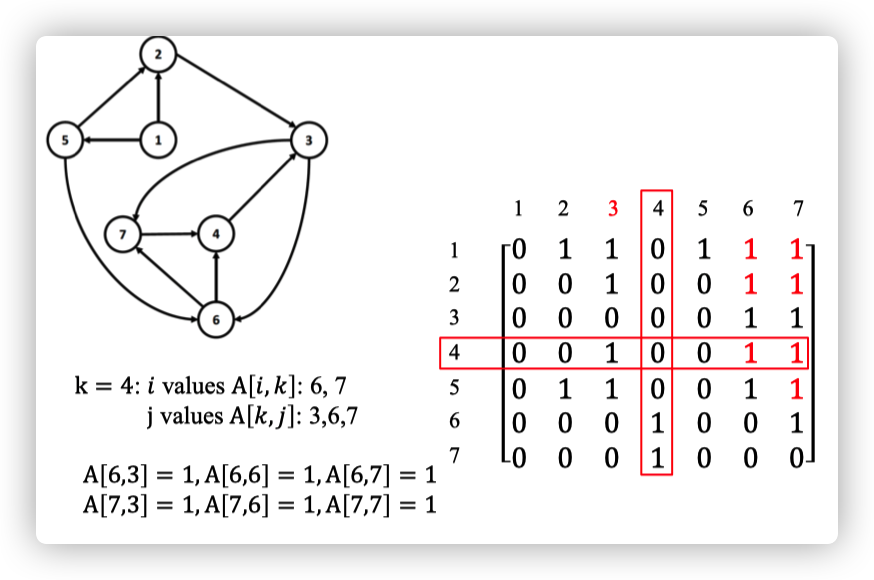 2
5 1 3
7 4
6
1 2 3 4 5 6 7
1 0 1 1 0 1 1 1
2 0 0 1 0 0 1 1
3 0 0 0 0 0 1 1
4 0 0 1 0 0 1 1
5 0 1 1 0 0 1 1
6 0 0 0 1 0 0 1
7 0 0 0 1 0 0 0
k = 4: i values A[i, k]: 6, 7
j values A[k, j]: 3,6,7
A[6,3] = 1, A[6,6] = 1, A[6,7] = 1
A[7,3] = 1, A[7,6] = 1, A[7,7] = 1